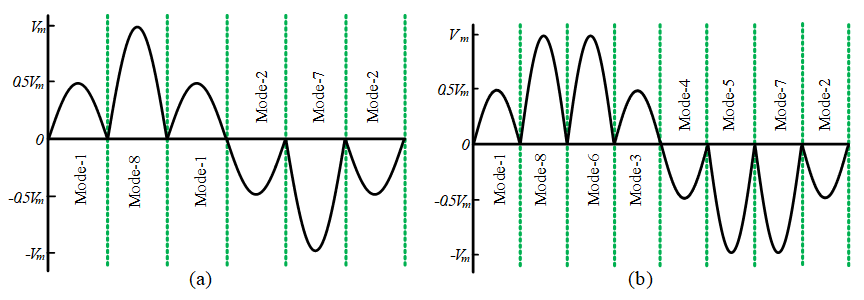 Vm
0.5Vm
0
-0.5Vm
-Vm
Mode-1
Mode-8
Mode-1
Mode-2
Mode-7
Mode-2
(a)
Vm
0.5Vm
0
-0.5Vm
-Vm
Mode-1
Mode-8
Mode-6
Mode-3
Mode-4
Mode-5
Mode-7
Mode-2
(b)